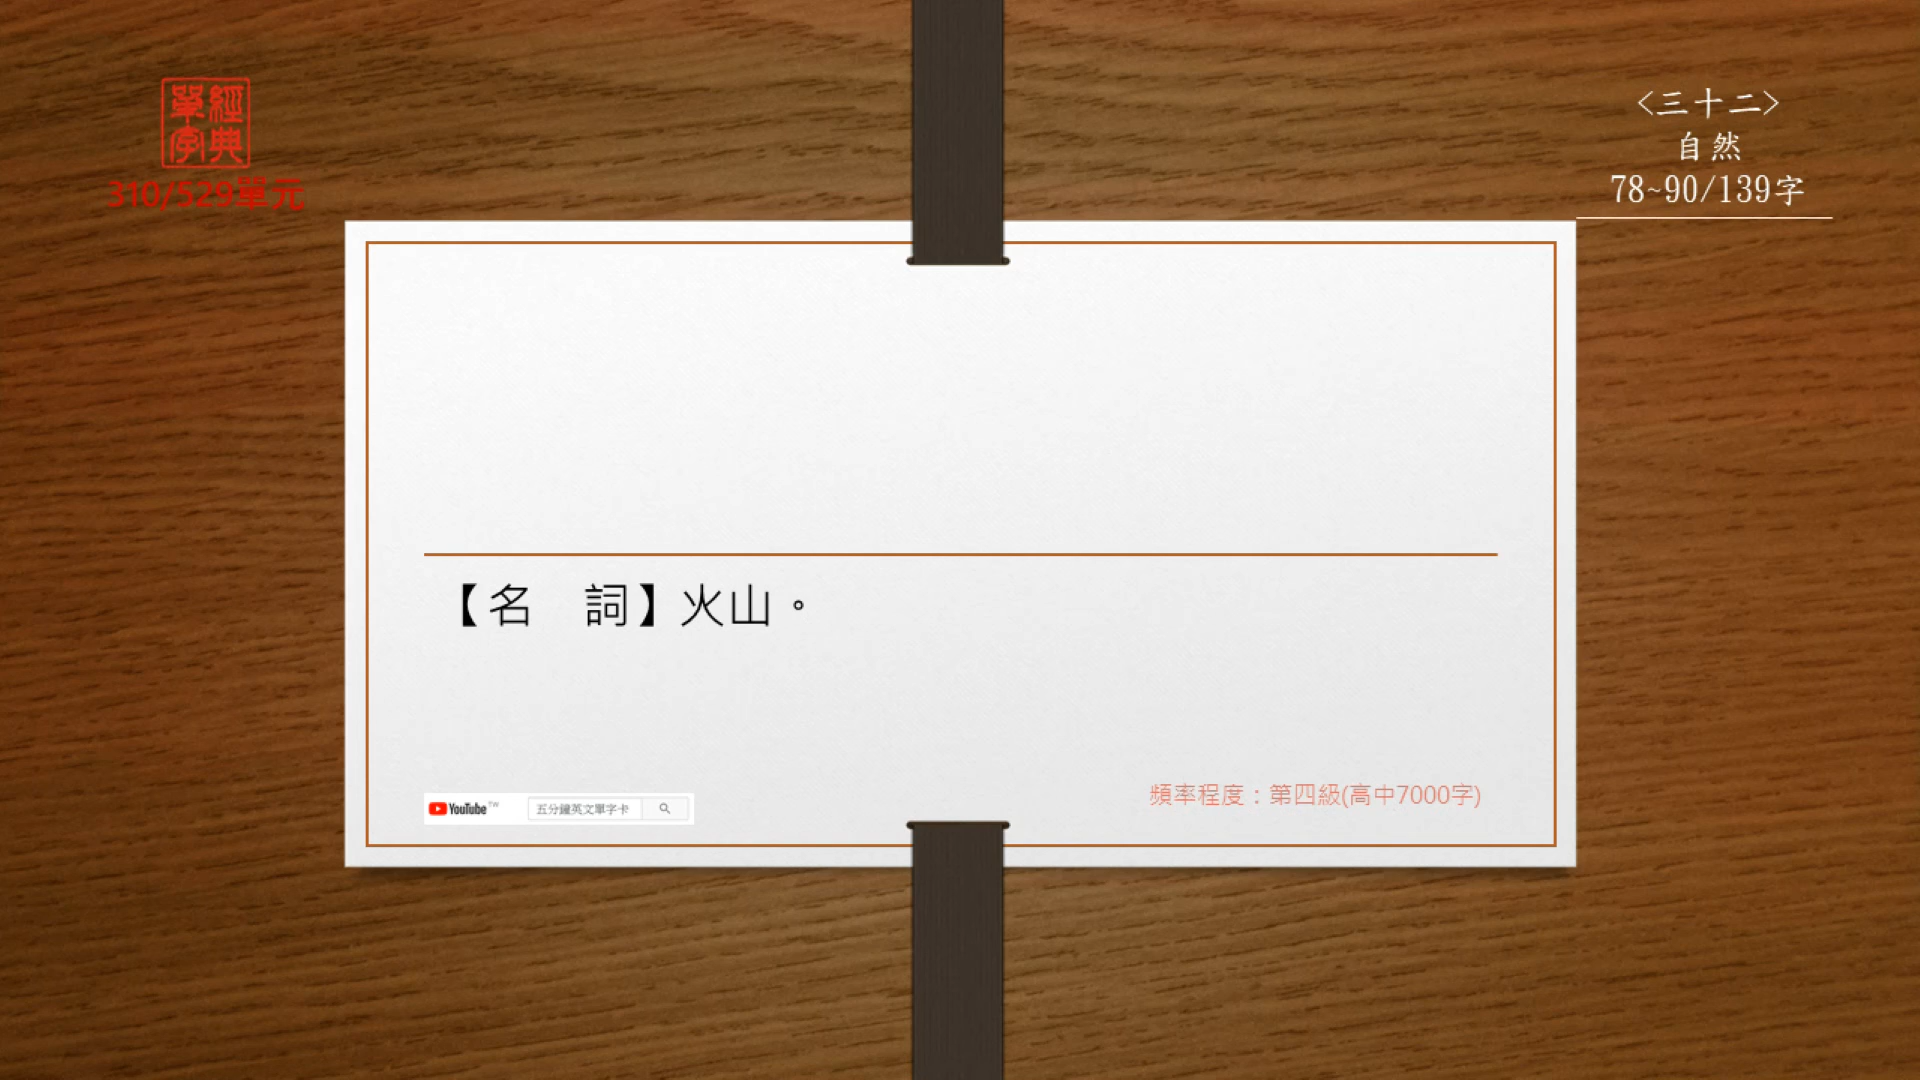 經典
單字
310/529單元
<三十二>
自然
78~90/139字
【名　詞】火山。
YouTube TW
五分鐘英文單字卡
頻率程度：第四級(高中7000字)